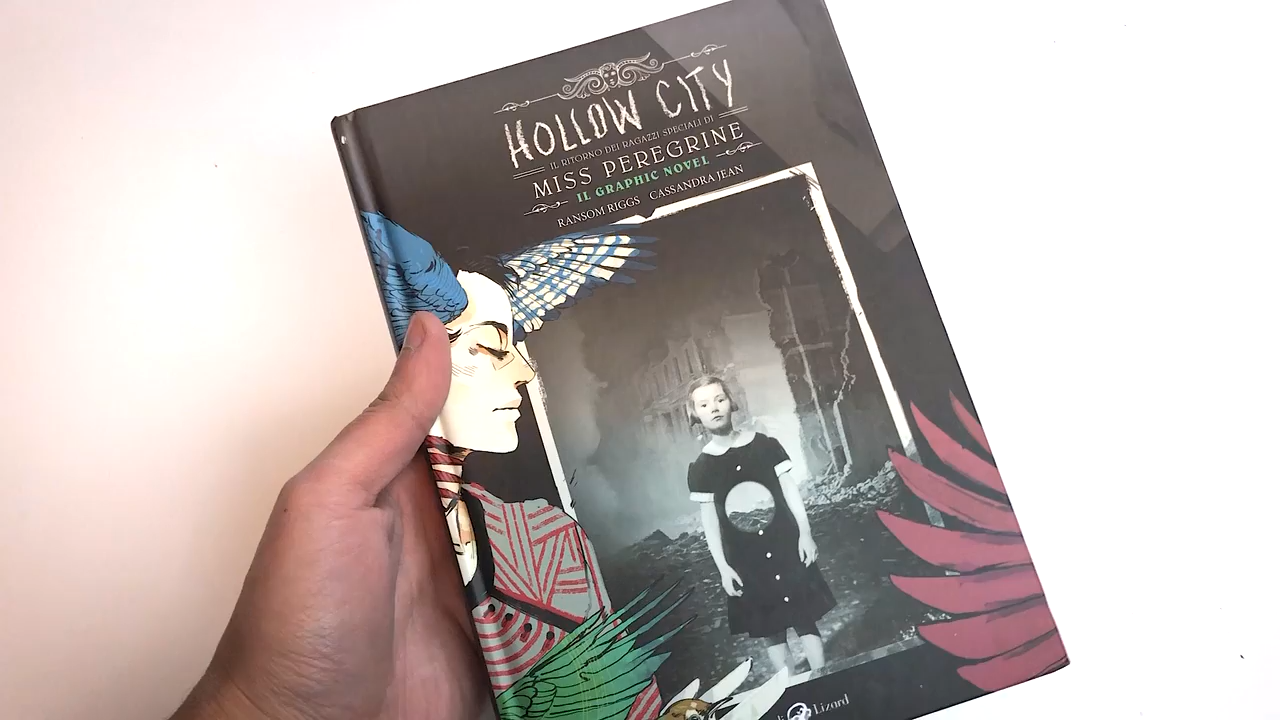 HOLLOW CITY
IL RITORNO DEI RAGAZZI SPECIALI DI
MISS PEREGRINE
IL GRAPHIC NOVEL
RANSOM RIGGS CASSANDRA JEAN
Lizard